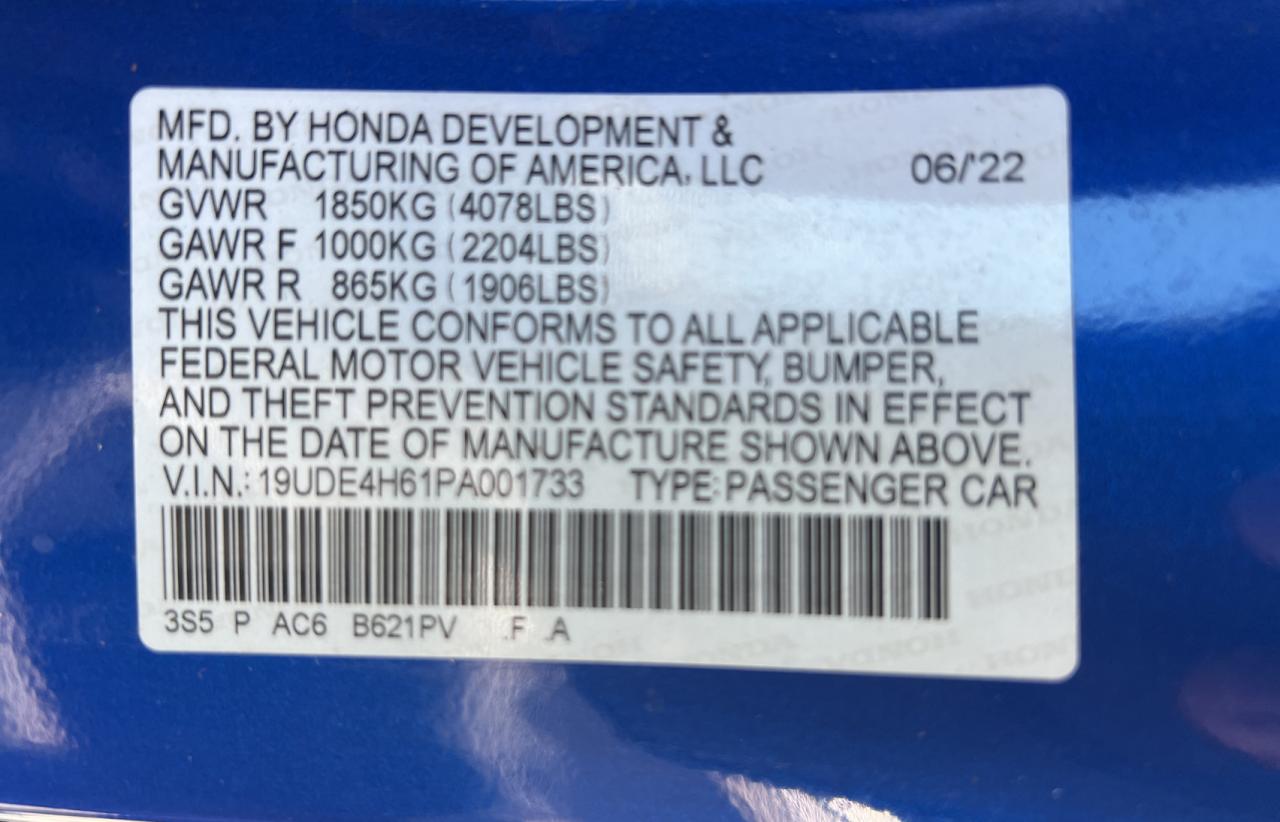 MFD. BY HONDA DEVELOPMENT &
MANUFACTURING OF AMERICA, LLC 06/'22
GVWR 1850KG (4078LBS)
GAWR F 1000KG (2204LBS)
GAWR R 865KG (1906LBS)
THIS VEHICLE CONFORMS TO ALL APPLICABLE
FEDERAL MOTOR VEHICLE SAFETY, BUMPER,
AND THEFT PREVENTION STANDARDS IN EFFECT
ON THE DATE OF MANUFACTURE SHOWN ABOVE.
V.I.N.: 19UDE4H61PA001733 TYPE: PASSENGER CAR
3S5 P AC6 B621PV .F .A